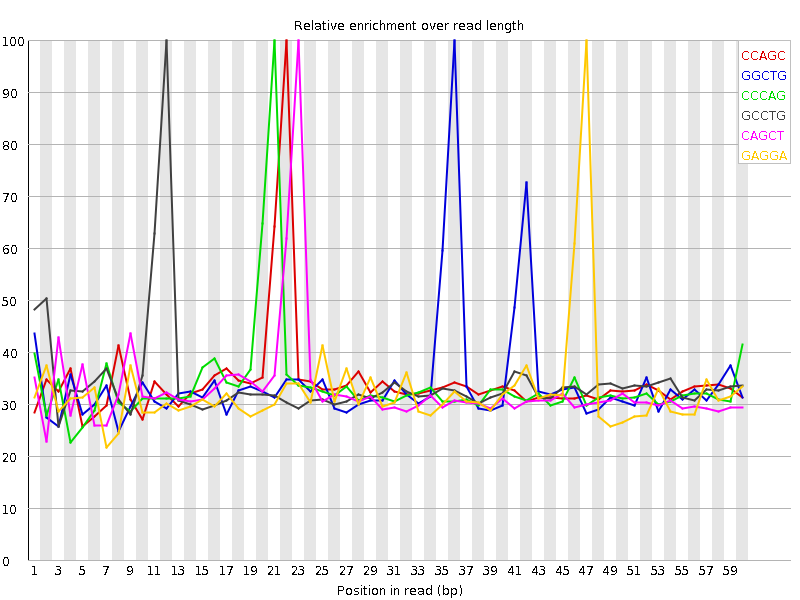 Relative enrichment over read length
100
90
80
70
60
50
40
30
20
10
0
CCAGC
GGCTG
CCCAG
GCCTG
CAGCT
GAGGA
1 3 5 7 9 11 13 15 17 19 21 23 25 27 29 31 33 35 37 39 41 43 45 47 49 51 53 55 57 59
Position in read (bp)